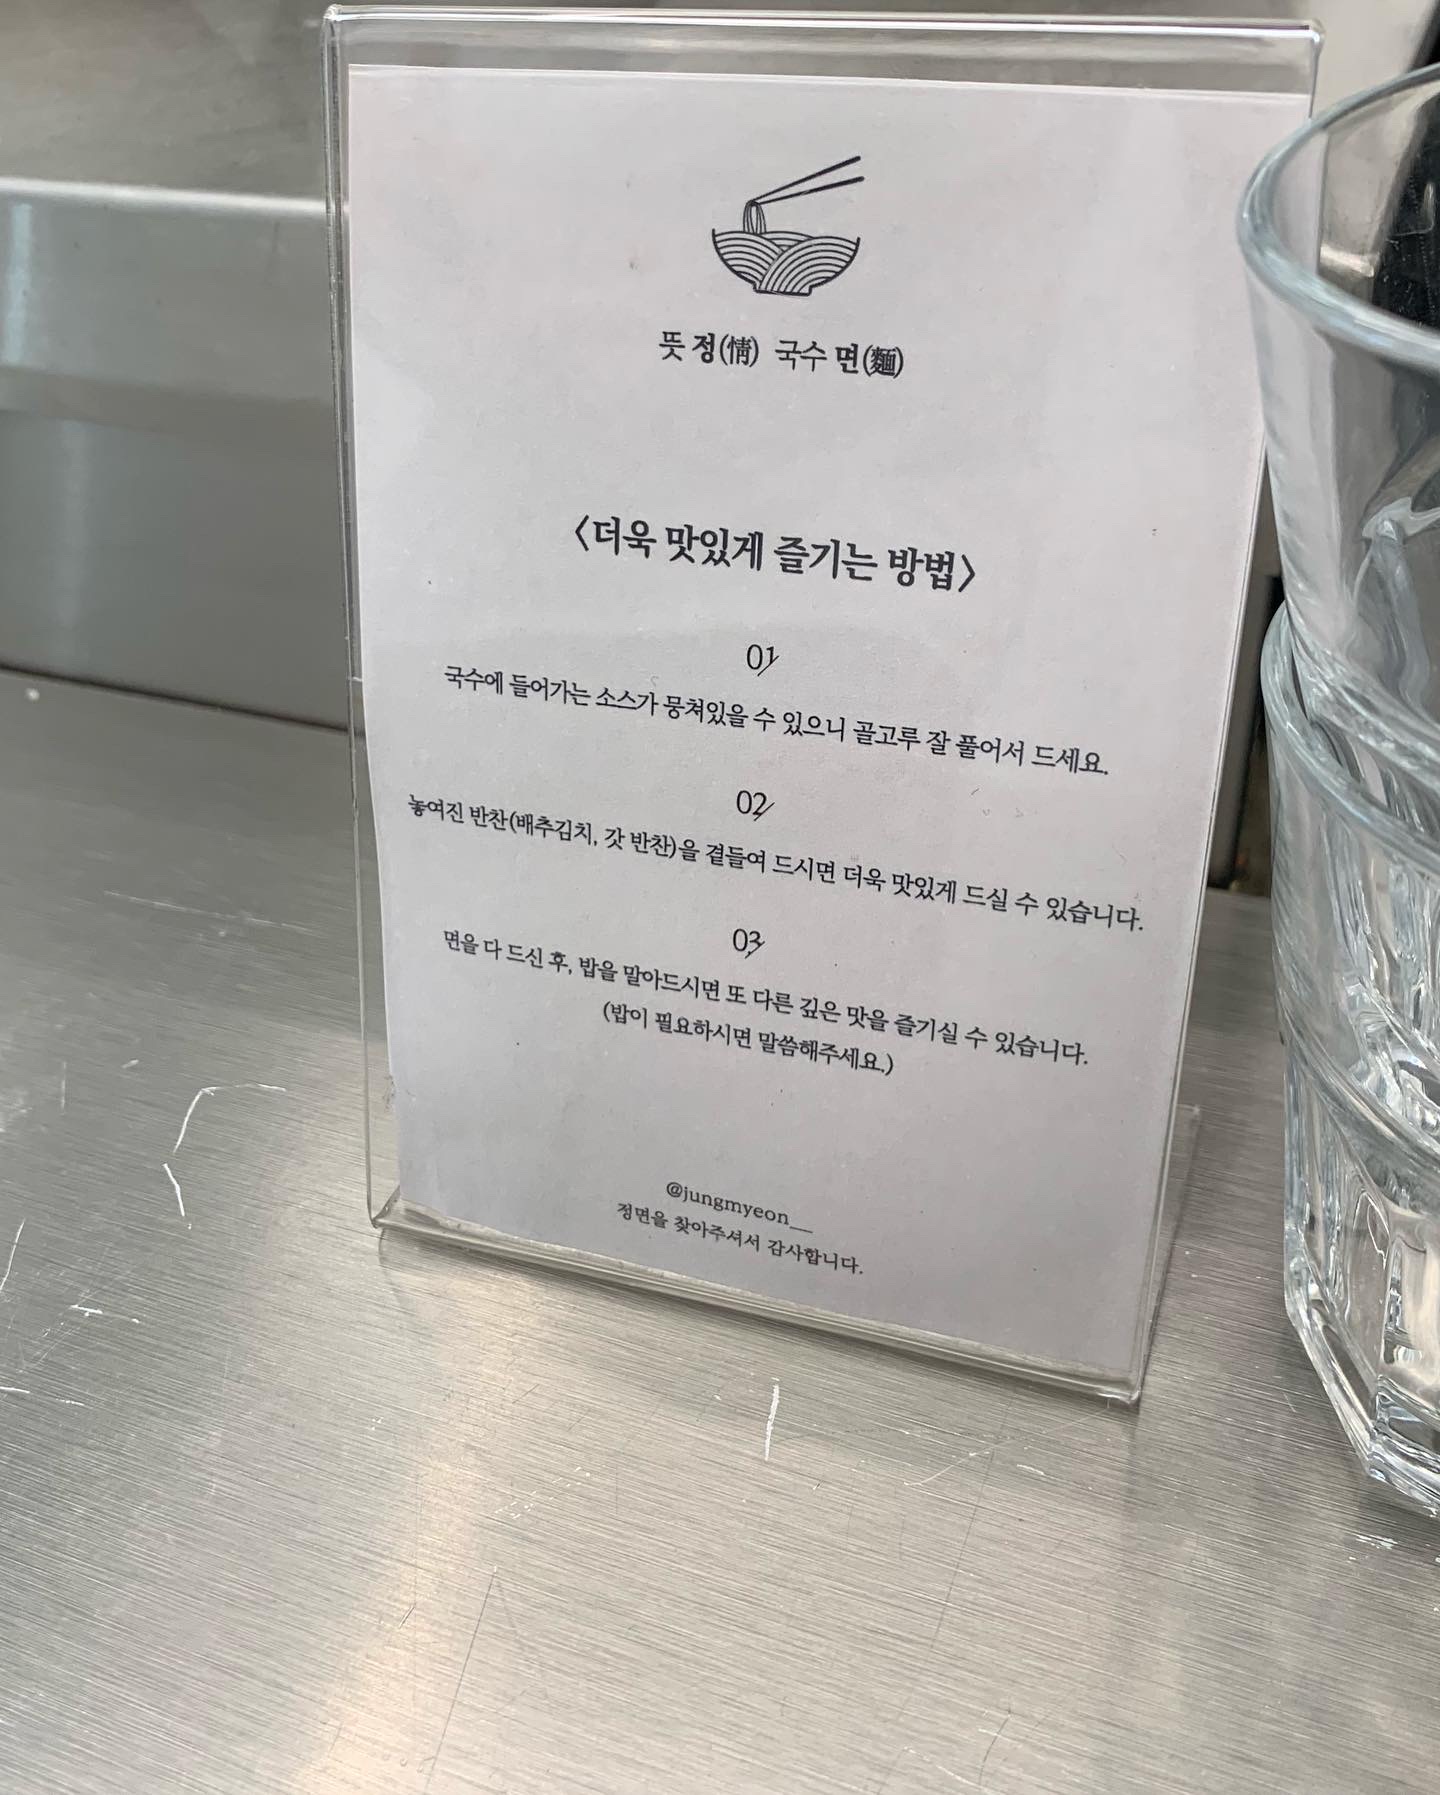 뜻 정(情) 국수 면(麵)
<더욱 맛있게 즐기는 방법>
01
국수에 들어가는 소스가 뭉쳐있을 수 있으니 골고루 잘 풀어서 드세요.
02
놓여진 반찬(배추김치, 갓 반찬)을 곁들여 드시면 더욱 맛있게 드실 수 있습니다.
03
면을 다 드신 후, 밥을 말아드시면 또 다른 깊은 맛을 즐기실 수 있습니다.
(밥이 필요하시면 말씀해주세요.)
@jungmyeon__
정면을 찾아주셔서 감사합니다.